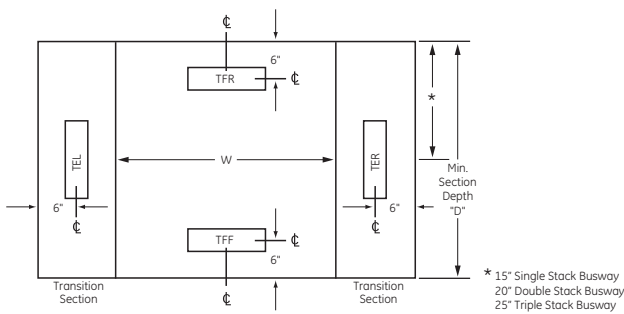 ℄
6"
TFR
℄
*
TEL
W
TER
Min.
Section
Depth
"D"
6"
℄
TFF
℄
6"
6"
℄
Transition
Section
℄
Transition
Section
* 15" Single Stack Busway
20" Double Stack Busway
25" Triple Stack Busway